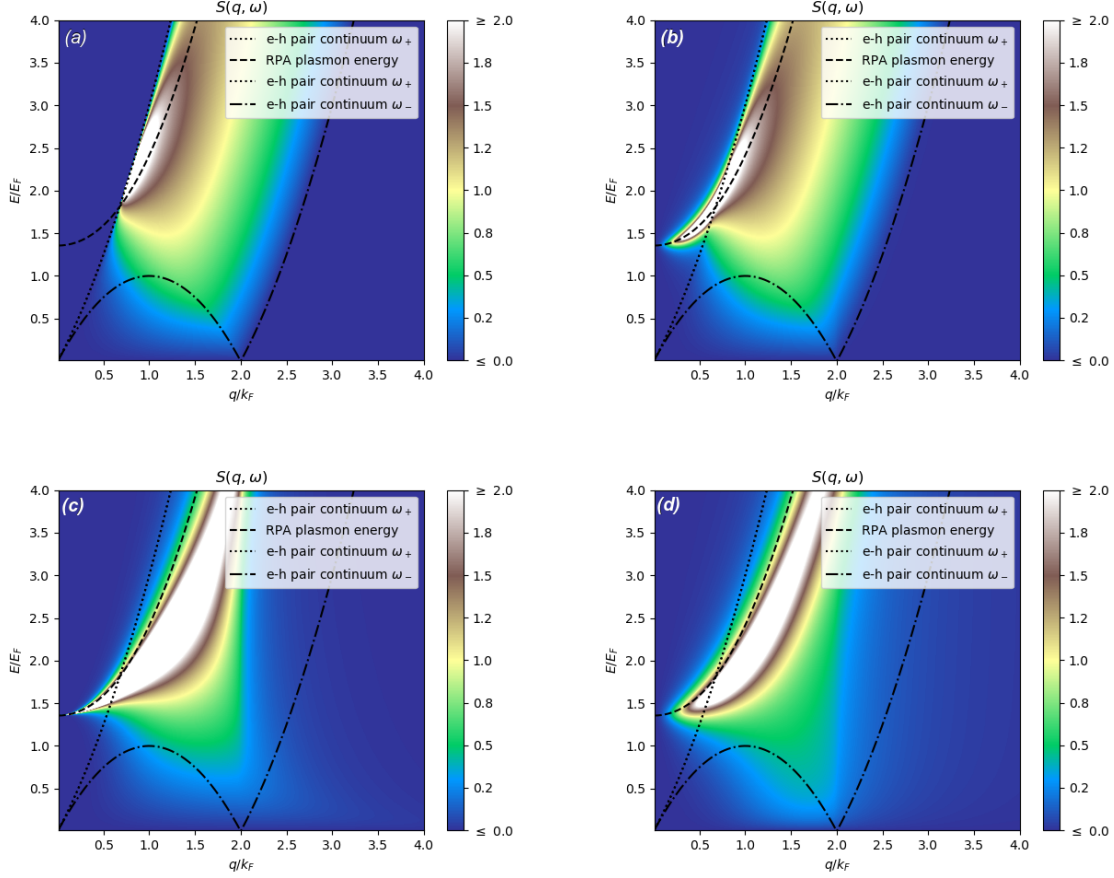 S(q, ω)
(a)
e-h pair continuum ω₊
RPA plasmon energy
e-h pair continuum ω₊
e-h pair continuum ω₋
4.0
3.5
3.0
2.5
2.0
1.5
1.0
0.5
E/E_F
0.5 1.0 1.5 2.0 2.5 3.0 3.5 4.0
q/k_F
≥ 2.0
1.8
1.5
1.2
1.0
0.8
0.5
0.2
≤ 0.0
S(q, ω)
(b)
e-h pair continuum ω₊
RPA plasmon energy
e-h pair continuum ω₊
e-h pair continuum ω₋
4.0
3.5
3.0
2.5
2.0
1.5
1.0
0.5
E/E_F
0.5 1.0 1.5 2.0 2.5 3.0 3.5 4.0
q/k_F
≥ 2.0
1.8
1.5
1.2
1.0
0.8
0.5
0.2
≤ 0.0
S(q, ω)
(c)
e-h pair continuum ω₊
RPA plasmon energy
e-h pair continuum ω₊
e-h pair continuum ω₋
4.0
3.5
3.0
2.5
2.0
1.5
1.0
0.5
E/E_F
0.5 1.0 1.5 2.0 2.5 3.0 3.5 4.0
q/k_F
≥ 2.0
1.8
1.5
1.2
1.0
0.8
0.5
0.2
≤ 0.0
S(q, ω)
(d)
e-h pair continuum ω₊
RPA plasmon energy
e-h pair continuum ω₊
e-h pair continuum ω₋
4.0
3.5
3.0
2.5
2.0
1.5
1.0
0.5
E/E_F
0.5 1.0 1.5 2.0 2.5 3.0 3.5 4.0
q/k_F
≥ 2.0
1.8
1.5
1.2
1.0
0.8
0.5
0.2
≤ 0.0